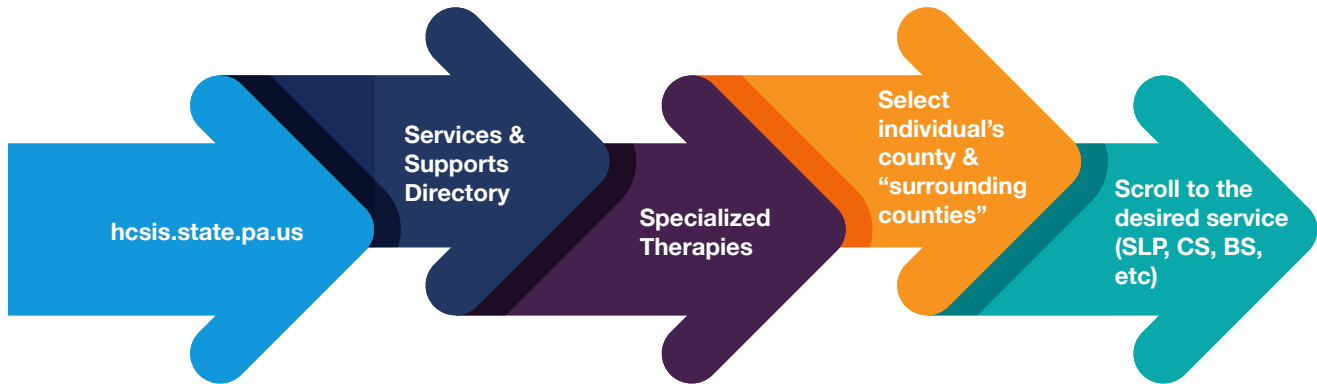 hcsis.state.pa.us
Services &
Supports
Directory
Specialized
Therapies
Select
individual’s
county &
“surrounding
counties”
Scroll to the
desired service
(SLP, CS, BS,
etc)